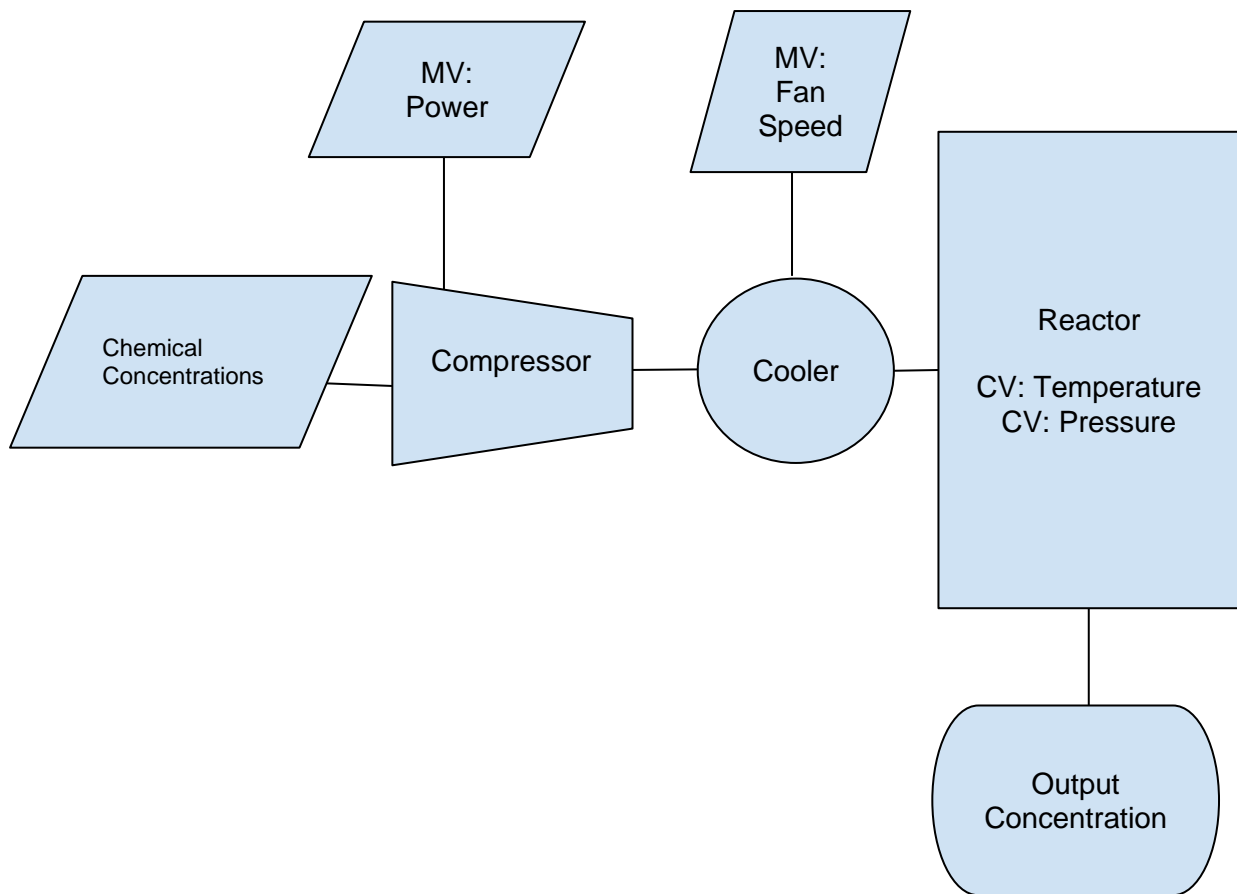 MV:
Power
MV:
Fan
Speed
Chemical
Concentrations
Compressor
Cooler
Reactor
CV: Temperature
CV: Pressure
Output
Concentration